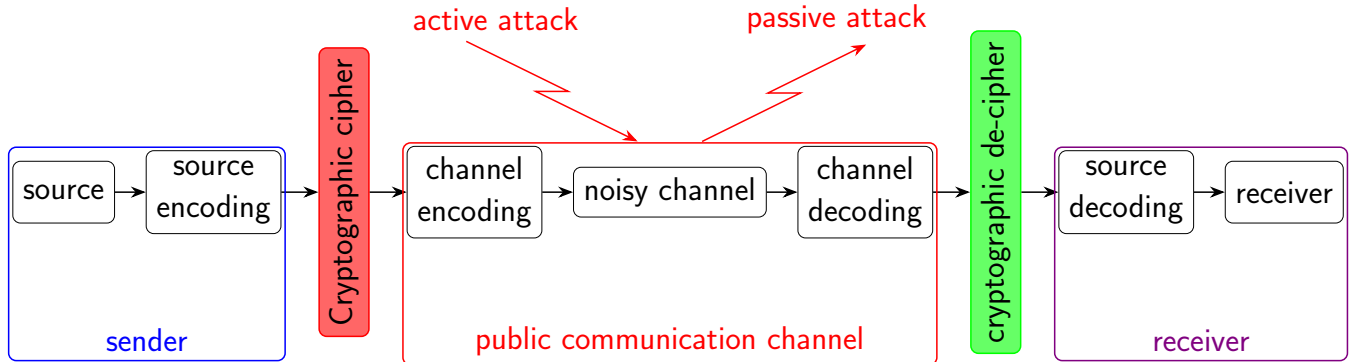 active attack
passive attack
source
source
encoding
Cryptographic cipher
channel
encoding
noisy channel
channel
decoding
cryptographic de-cipher
source
decoding
receiver
sender
public communication channel
receiver